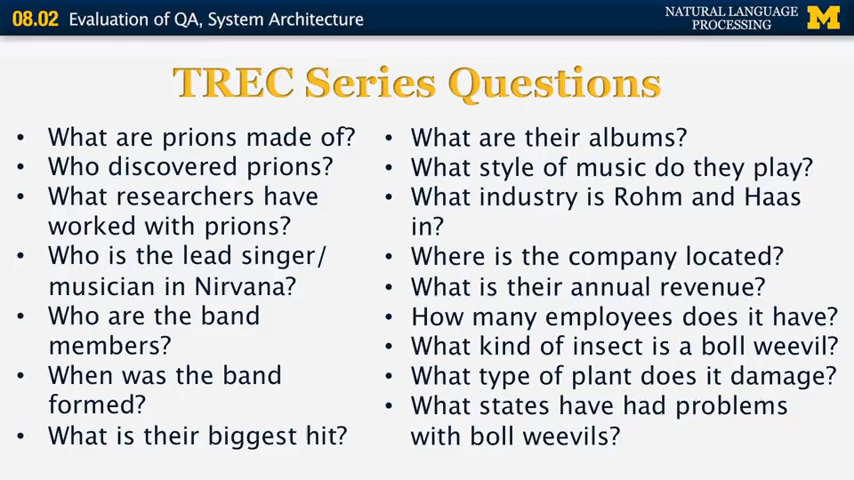 08.02 Evaluation of QA, System Architecture
NATURAL LANGUAGE
PROCESSING
M
TREC Series Questions
• What are prions made of?
• Who discovered prions?
• What researchers have
worked with prions?
• Who is the lead singer/
musician in Nirvana?
• Who are the band
members?
• When was the band
formed?
• What is their biggest hit?
• What are their albums?
• What style of music do they play?
• What industry is Rohm and Haas
in?
• Where is the company located?
• What is their annual revenue?
• How many employees does it have?
• What kind of insect is a boll weevil?
• What type of plant does it damage?
• What states have had problems
with boll weevils?